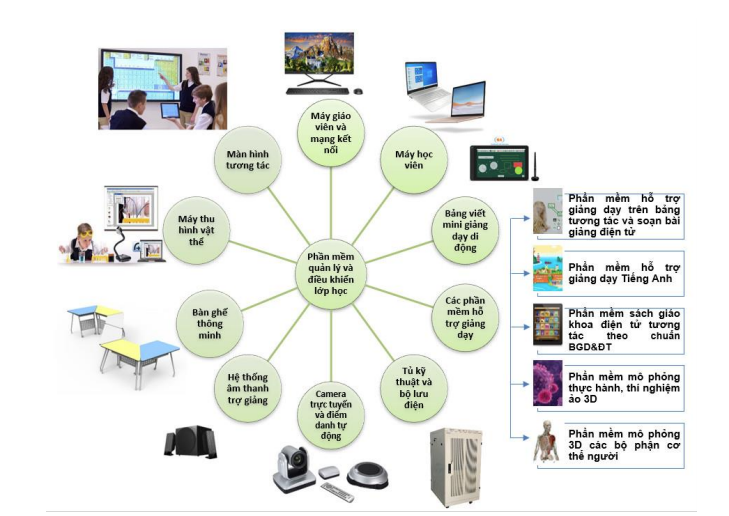 Máy giáo
viên và
mạng kết
nối
Máy học
viên
Bảng viết
mini giảng
dạy di
động
Các phần
mềm hỗ
trợ giảng
dạy
Tủ kỹ
thuật và
bộ lưu
điện
Camera
trực tuyến
và điểm
danh tự
động
Hệ thống
âm thanh
trợ giảng
Bàn ghế
thông
minh
Máy thu
hình vật
thể
Màn hình
tương tác
Phần mềm
quản lý và
điều khiển
lớp học
Phần mềm hỗ trợ
giảng dạy trên bảng
tương tác và soạn bài
giảng điện tử
Phần mềm hỗ trợ
giảng dạy Tiếng Anh
Phần mềm sách giáo
khoa điện tử tương
tác theo chuẩn
BGD&ĐT
Phần mềm mô phỏng
thực hành, thí nghiệm
ảo 3D
Phần mềm mô phỏng
3D các bộ phận cơ
thể người